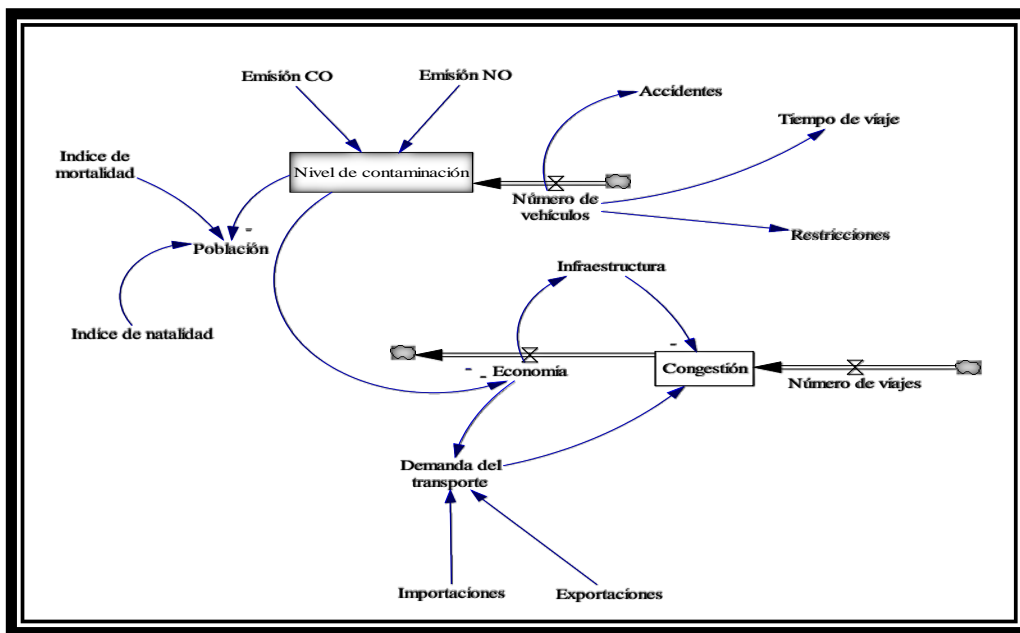 Emisión CO
Emisión NO
Accidentes
Tiempo de viaje
Indice de
mortalidad
Nivel de contaminación
Número de
vehículos
Restricciones
-
Población
Infraestructura
Indice de natalidad
-
Economía
- -
Congestión
Número de viajes
Demanda del
transporte
Importaciones
Exportaciones